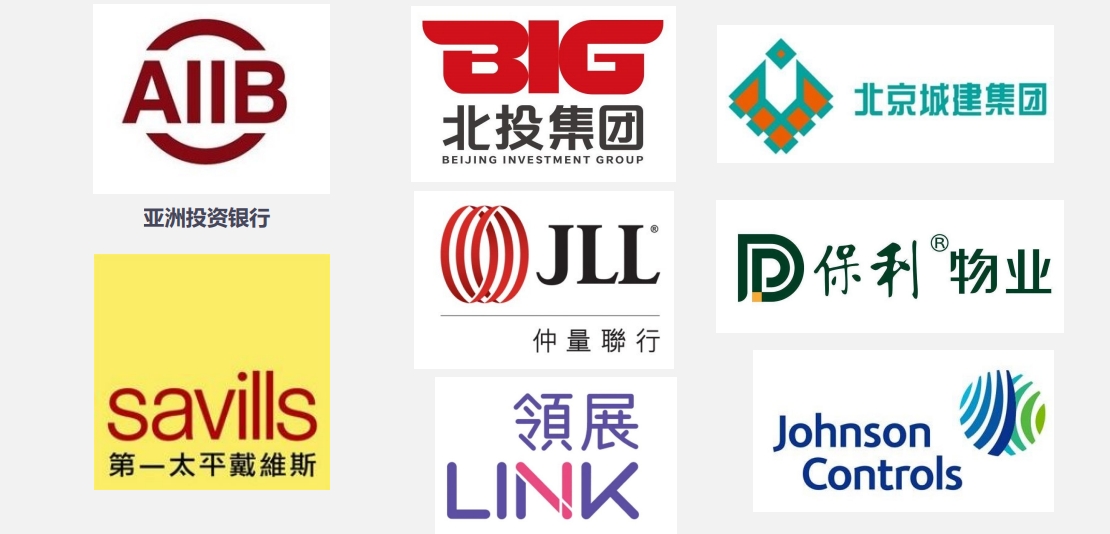 AIIB
亚洲投资银行
savills
第一太平戴維斯
BIG
北投集团
BEIJING INVESTMENT GROUP
JLL®
仲量聯行
領展
LINK
北京城建集团
保利®物业
Johnson
Controls